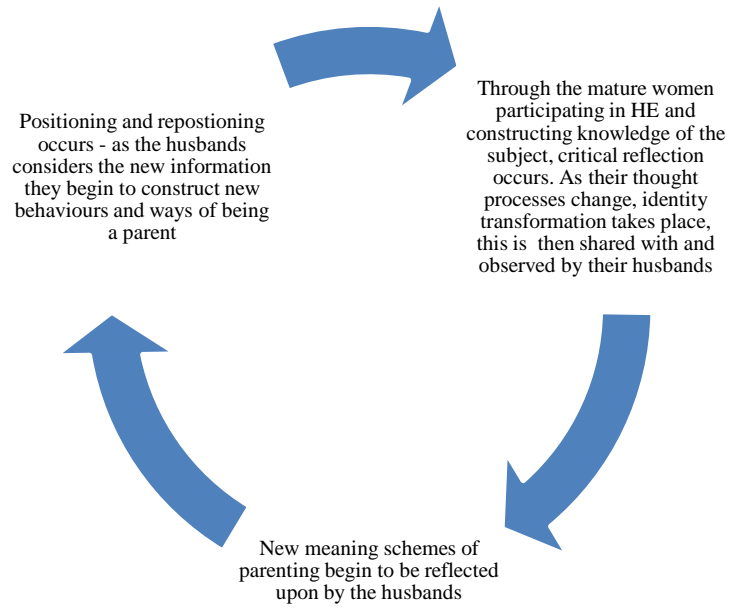 Positioning and repostioning
occurs - as the husbands
considers the new information
they begin to construct new
behaviours and ways of being
a parent
Through the mature women
participating in HE and
constructing knowledge of the
subject, critical reflection
occurs. As their thought
processes change, identity
transformation takes place,
this is then shared with and
observed by their husbands
New meaning schemes of
parenting begin to be reflected
upon by the husbands